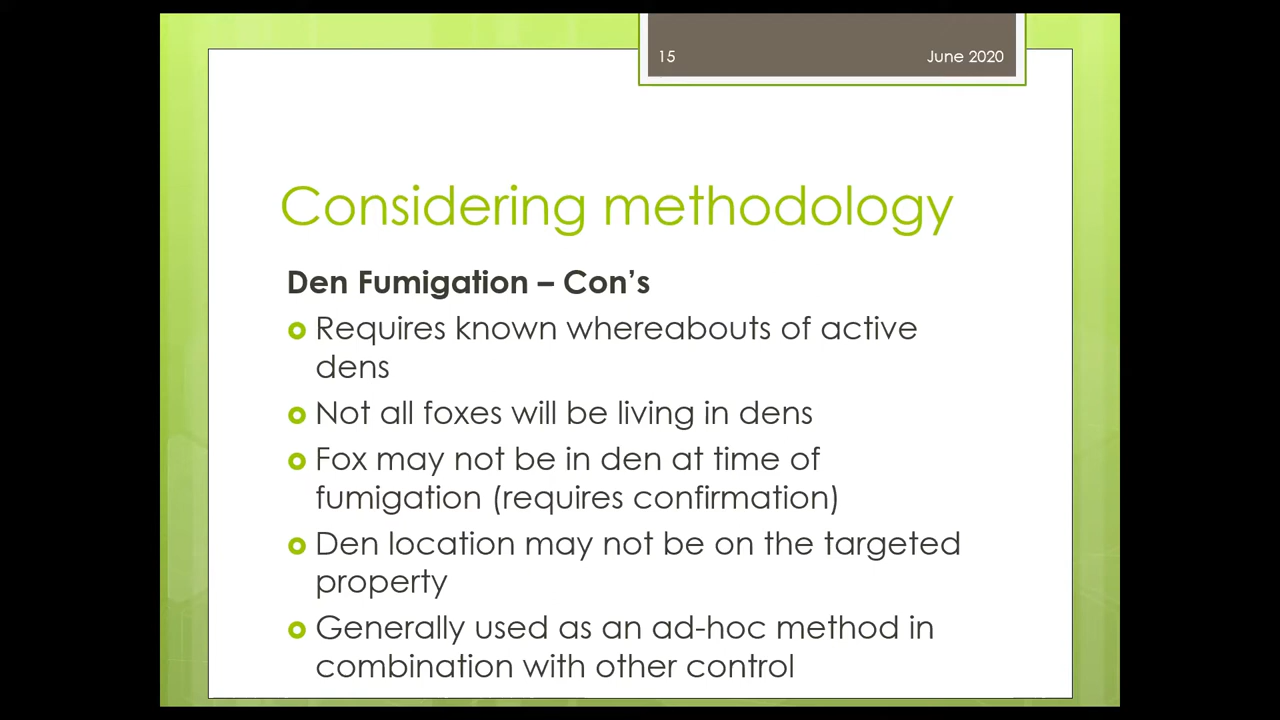 15
June 2020
Considering methodology
Den Fumigation – Con’s
Requires known whereabouts of active
dens
Not all foxes will be living in dens
Fox may not be in den at time of
fumigation (requires confirmation)
Den location may not be on the targeted
property
Generally used as an ad-hoc method in
combination with other control